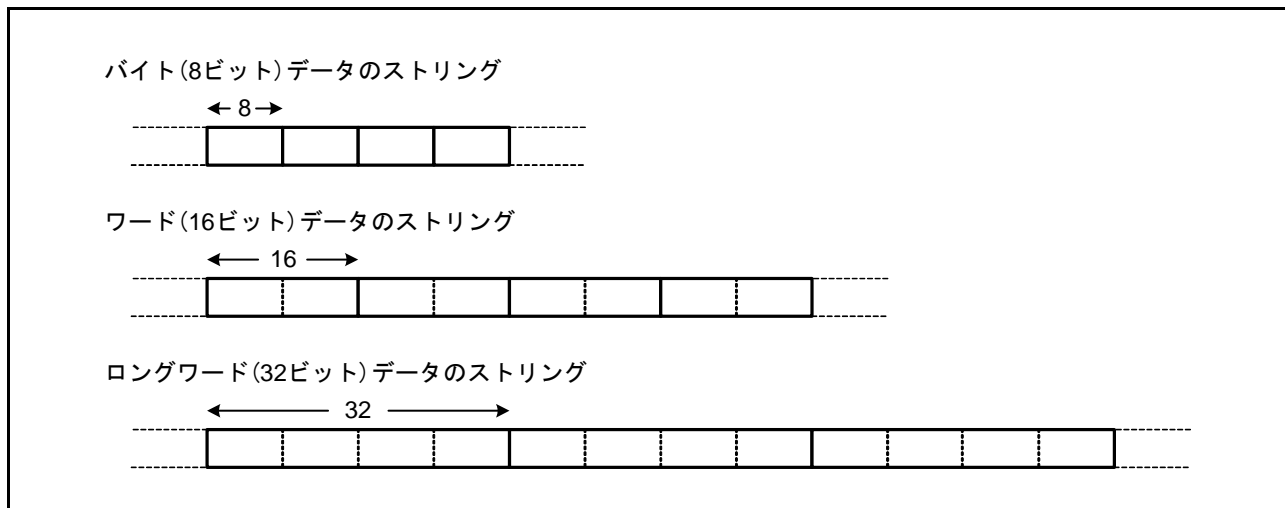 バイト(8ビット)データのストリング
8
ワード(16ビット)データのストリング
16
ロングワード(32ビット)データのストリング
32